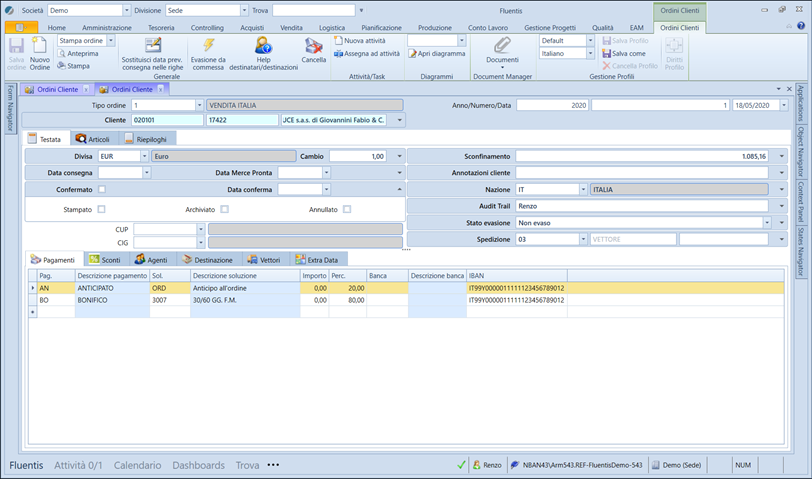 Società Demo Divisione Sede Trova Fluentis Ordini Clienti
Home Amministrazione Tesoreria Controlling Acquisti Vendita Logistica Pianificazione Produzione Conto Lavoro Gestione Progetti Qualità EAM Ordini Clienti
Salva ordine
Nuovo Ordine
Stampa ordine
Anteprima
Stampa
Sostituisci data prev. consegna nelle righe
Evasione da commessa
Help destinatari/destinazioni
Cancella
Generale
Nuova attività
Assegna ad attività
Attività/Task
Apri diagramma
Diagrammi
Documenti
Document Manager
Default
Italiano
Salva Profilo
Salva come
Cancella Profilo
Diritti Profilo
Gestione Profili
Form Navigator
Ordini Cliente x Ordini Cliente x
Tipo ordine 1 VENDITA ITALIA Anno/Numero/Data 2020 1 18/05/2020
Cliente 020101 17422 JCE s.a.s. di Giovannini Fabio & C.
Testata Articoli Riepiloghi
Divisa EUR Euro Cambio 1,00 Sconfinamento 1.085,16
Data consegna Data Merce Pronta Annotazioni cliente
Confermato Data conferma Nazione IT ITALIA
Stampato Archiviato Annullato Audit Trail Renzo
Stato evasione Non evaso
CUP
CIG Spedizione 03 VETTORE
Pagamenti Sconti Agenti Destinazione Vettori Extra Data
Pag. Descrizione pagamento Sol. Descrizione soluzione Importo Perc. Banca Descrizione banca IBAN
AN ANTICIPATO ORD Anticipo all'ordine 0,00 20,00 IT99Y0000011111123456789012
BO BONIFICO 3007 30/60 GG. F.M. 0,00 80,00 IT99Y0000011111123456789012
Applications
Object Navigator
Context Panel
States Navigator
Fluentis Attività 0/1 Calendario Dashboards Trova ••• Renzo NBAN43\Arm543.REF-FluentisDemo-543 Demo (Sede) NUM